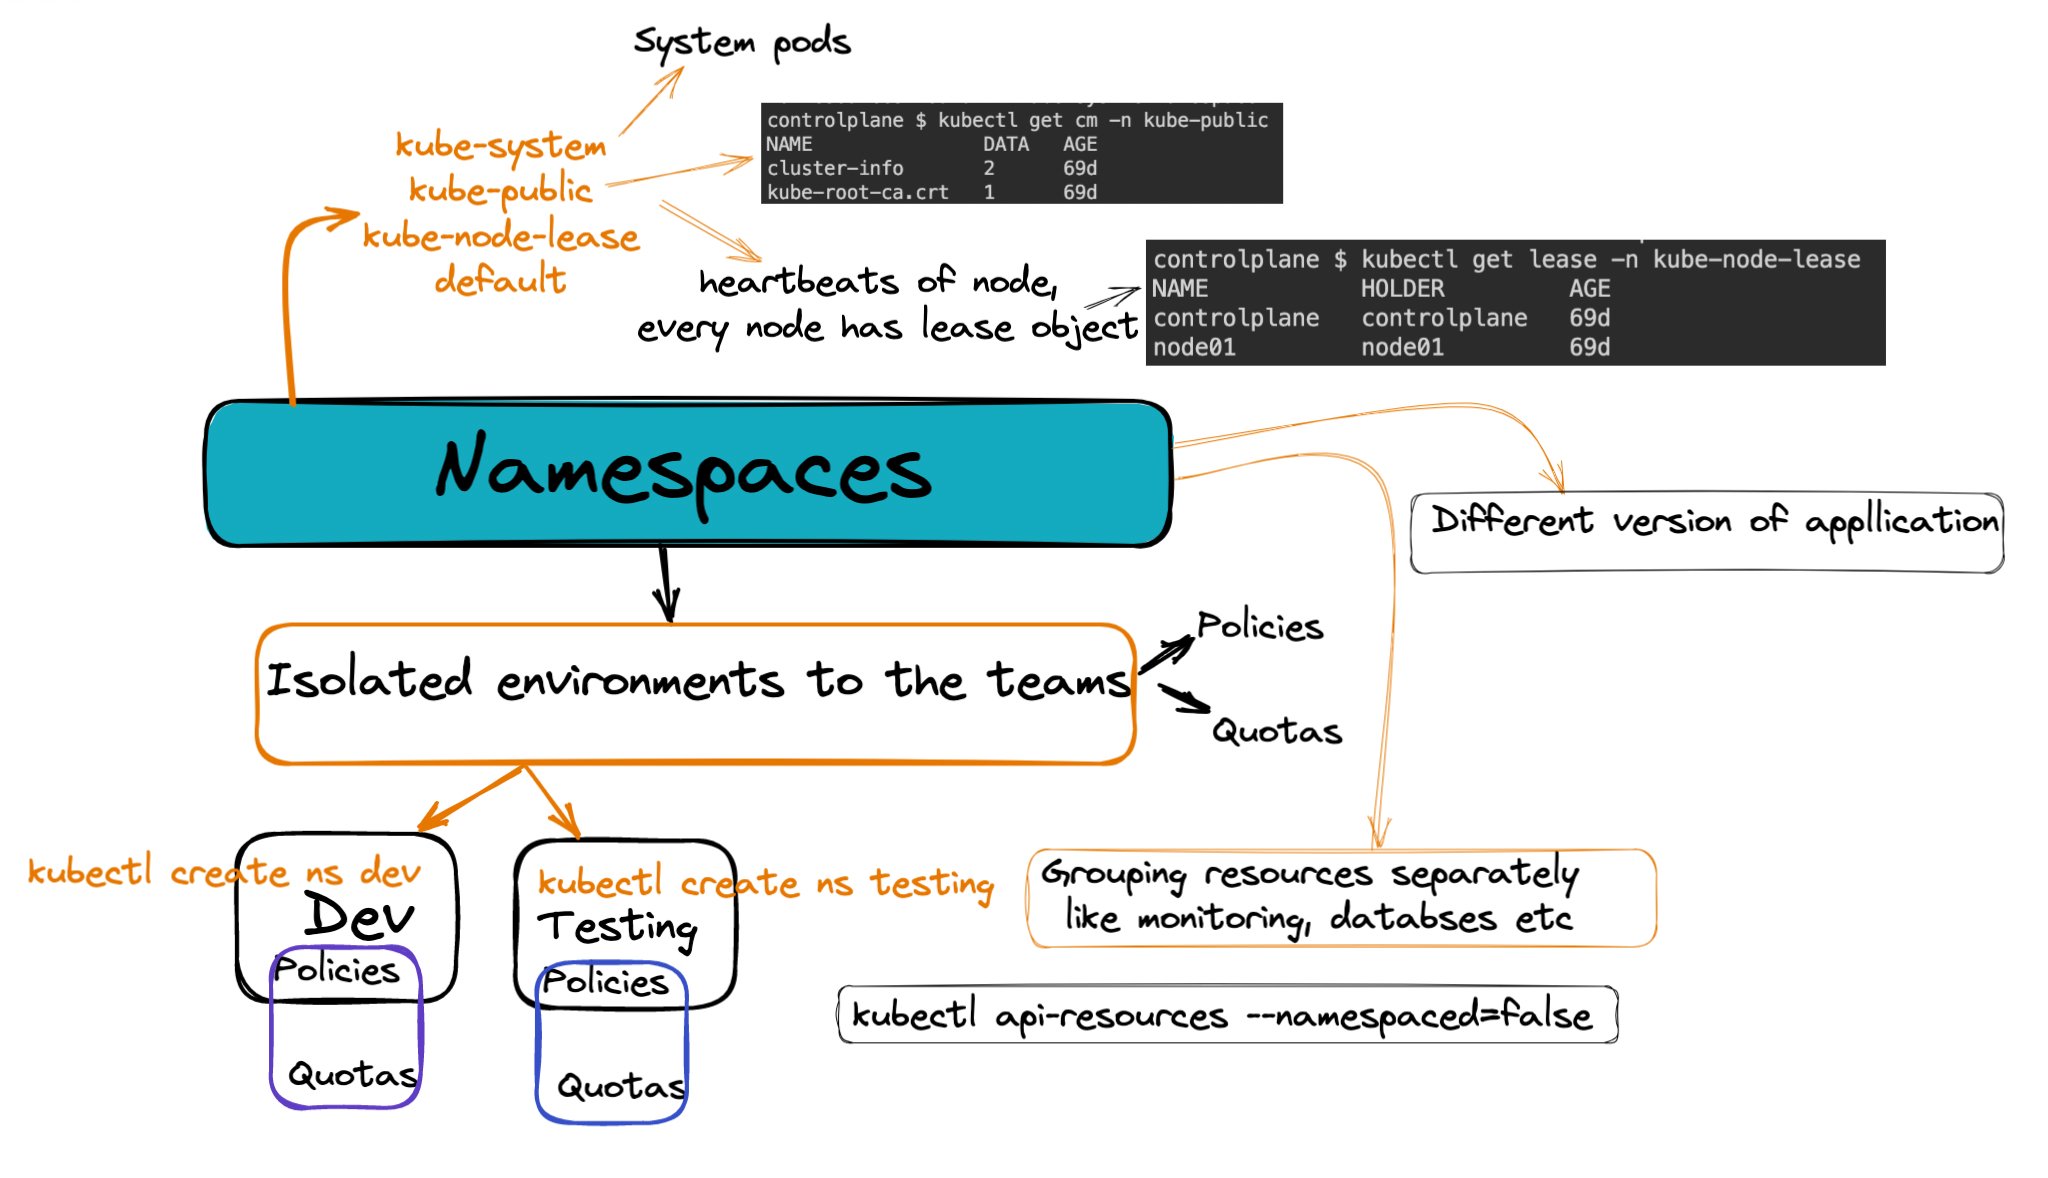 System pods
kube-system
kube-public
kube-node-lease
default
controlplane $ kubectl get cm -n kube-public
NAME DATA AGE
cluster-info 2 69d
kube-root-ca.crt 1 69d
heartbeats of node,
every node has lease object
controlplane $ kubectl get lease -n kube-node-lease
NAME HOLDER AGE
controlplane controlplane 69d
node01 node01 69d
Namespaces
Different version of appllication
Isolated environments to the teams
Policies
Quotas
kubectl create ns dev
Dev
Policies
Quotas
kubectl create ns testing
Testing
Policies
Quotas
Grouping resources separately
like monitoring, databses etc
kubectl api-resources --namespaced=false